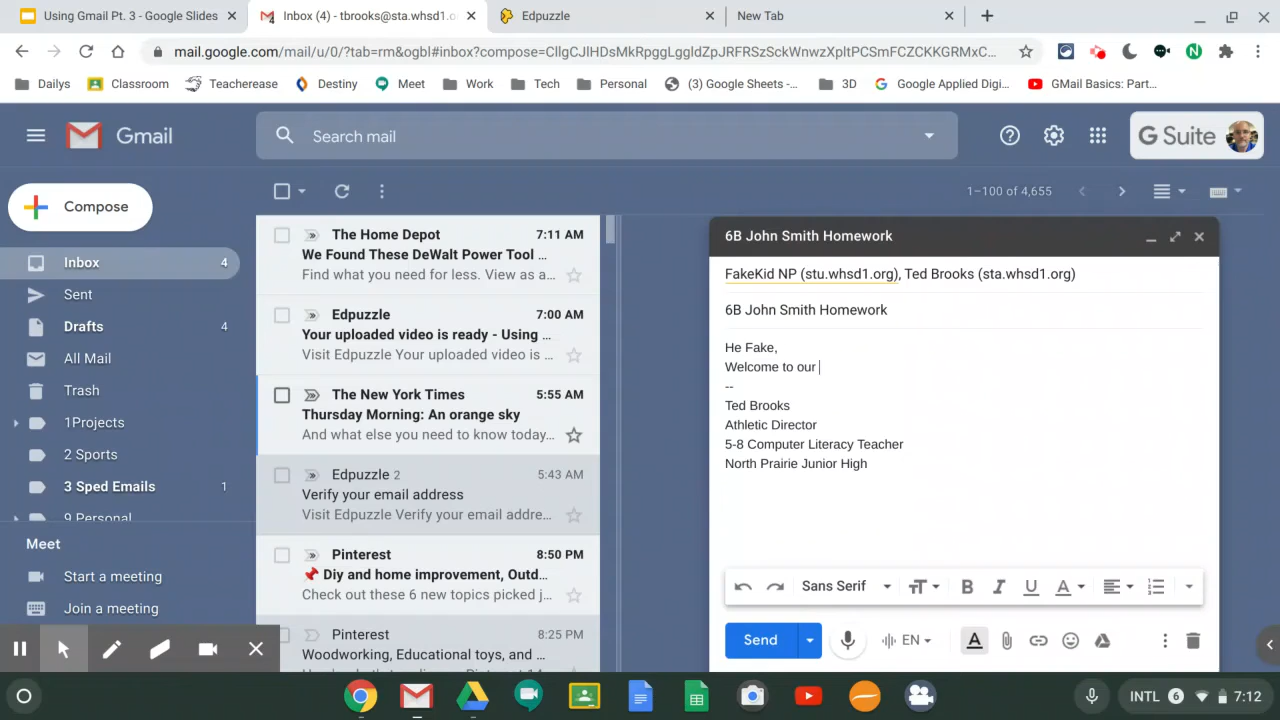 Using Gmail Pt. 3 - Google Slides
Inbox (4) - tbrooks@sta.whsd1.o
Edpuzzle
New Tab
mail.google.com/mail/u/0/?tab=rm&ogbl#inbox?compose=CllgCJlHDsMkRpggLggldZpJRFRSzSckWnwzXpltPCSmFCZCKKGRMxC…
Dailys
Classroom
Teacherease
Destiny
Meet
Work
Tech
Personal
(3) Google Sheets -...
3D
Google Applied Digi...
GMail Basics: Part...
Gmail
Search mail
G Suite
Compose
1–100 of 4,655
Inbox 4
Sent
Drafts 4
All Mail
Trash
1Projects
2 Sports
3 Sped Emails 1
9 Personal
Meet
Start a meeting
Join a meeting
The Home Depot 7:11 AM
We Found These DeWalt Power Tool ...
Find what you need for less. View as a...
Edpuzzle 7:00 AM
Your uploaded video is ready - Using ...
Visit Edpuzzle Your uploaded video is ...
The New York Times 5:55 AM
Thursday Morning: An orange sky
And what else you need to know today...
Edpuzzle 2 5:43 AM
Verify your email address
Visit Edpuzzle Verify your email addre...
Pinterest 8:50 PM
📌 Diy and home improvement, Outd...
Check out these 6 new topics picked j...
Pinterest 8:25 PM
Woodworking, Educational toys, and ...
6B John Smith Homework
FakeKid NP (stu.whsd1.org), Ted Brooks (sta.whsd1.org)
6B John Smith Homework
He Fake,
Welcome to our
--
Ted Brooks
Athletic Director
5-8 Computer Literacy Teacher
North Prairie Junior High
Sans Serif
B I U A
Send
EN
A
INTL 6 7:12